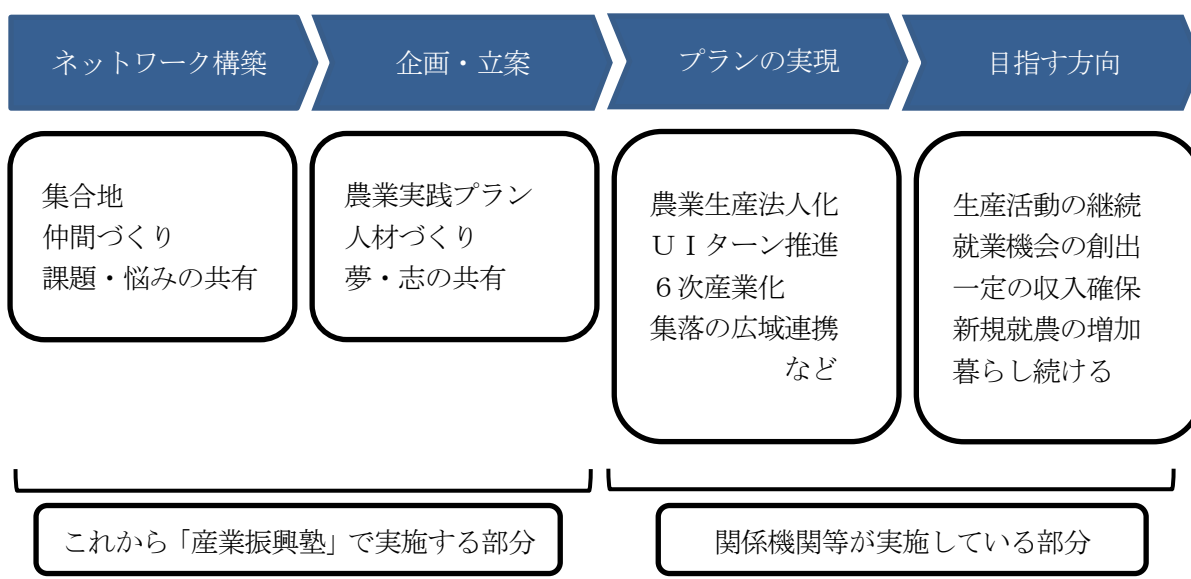 ネットワーク構築
企画・立案
プランの実現
目指す方向
集合地
仲間づくり
課題・悩みの共有
農業実践プラン
人材づくり
夢・志の共有
農業生産法人化
ＵＩターン推進
６次産業化
集落の広域連携
など
生産活動の継続
就業機会の創出
一定の収入確保
新規就農の増加
暮らし続ける
これから「産業振興塾」で実施する部分
関係機関等が実施している部分